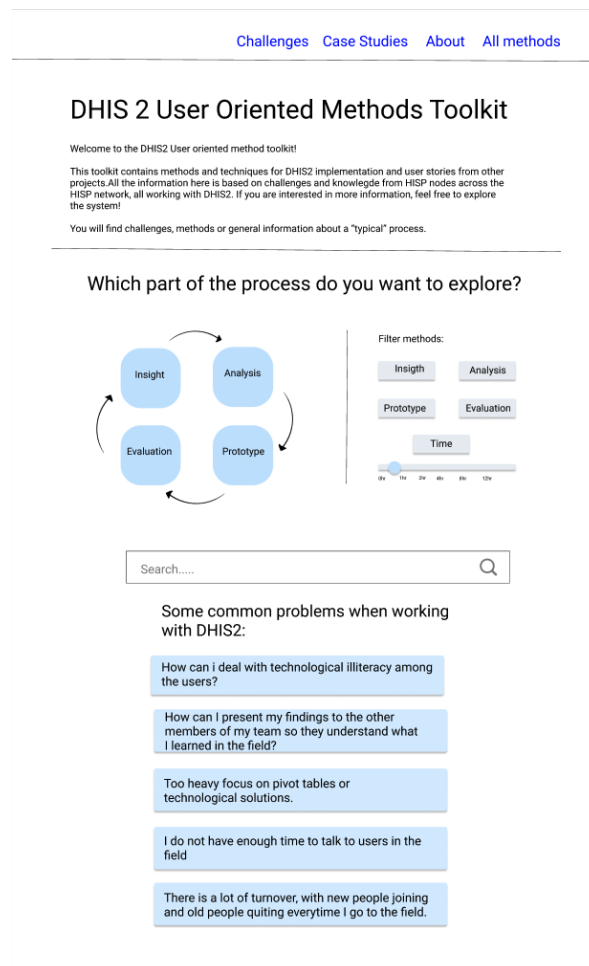 Challenges Case Studies About All methods
DHIS 2 User Oriented Methods Toolkit
Welcome to the DHIS2 User oriented method toolkit!
This toolkit contains methods and techniques for DHIS2 implementation and user stories from other
projects.All the information here is based on challenges and knowlegde from HISP nodes across the
HISP network, all working with DHIS2. If you are interested in more information, feel free to explore
the system!
You will find challenges, methods or general information about a “typical” process.
Which part of the process do you want to explore?
Insight
Analysis
Evaluation
Prototype
Filter methods:
Insigth
Analysis
Prototype
Evaluation
Time
0hr 1hr 2hr 4hr 8hr 12hr
Search.....
Some common problems when working
with DHIS2:
How can i deal with technological illiteracy among
the users?
How can I present my findings to the other
members of my team so they understand what
I learned in the field?
Too heavy focus on pivot tables or
technological solutions.
I do not have enough time to talk to users in the
field
There is a lot of turnover, with new people joining
and old people quiting everytime I go to the field.